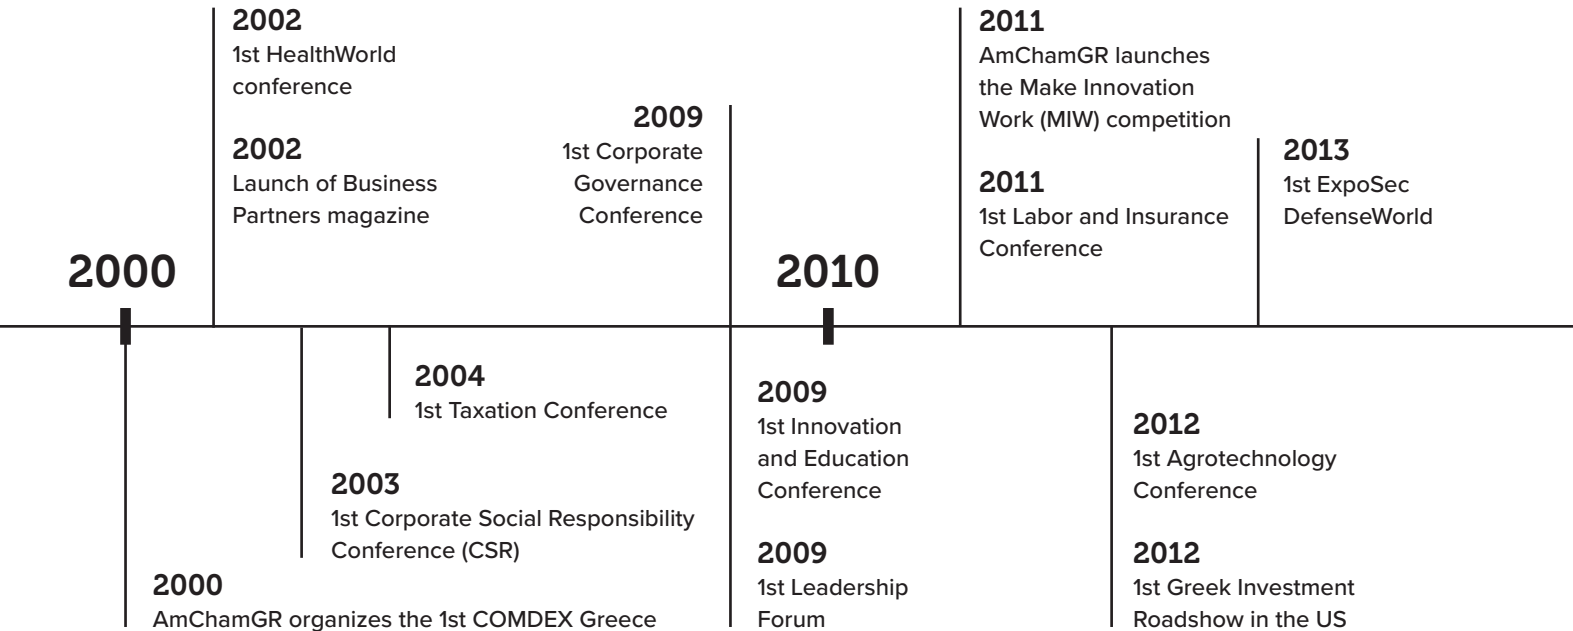 2002
1st HealthWorld
conference
2002
Launch of Business
Partners magazine
2009
1st Corporate
Governance
Conference
2011
AmChamGR launches
the Make Innovation
Work (MIW) competition
2011
1st Labor and Insurance
Conference
2013
1st ExpoSec
DefenseWorld
2000
2010
2004
1st Taxation Conference
2003
1st Corporate Social Responsibility
Conference (CSR)
2000
AmChamGR organizes the 1st COMDEX Greece
2009
1st Innovation
and Education
Conference
2009
1st Leadership
Forum
2012
1st Agrotechnology
Conference
2012
1st Greek Investment
Roadshow in the US